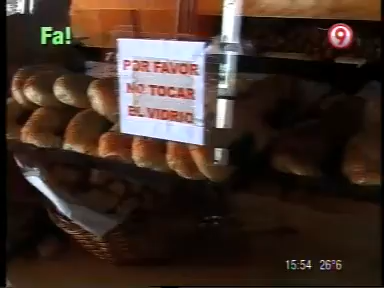 Fa!
9
POR FAVOR
NO TOCAR
EL VIDRIO
15:54 26°6